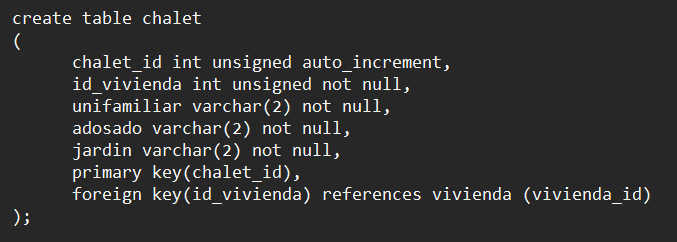 create table chalet
(
chalet_id int unsigned auto_increment,
id_vivienda int unsigned not null,
unifamiliar varchar(2) not null,
adosado varchar(2) not null,
jardin varchar(2) not null,
primary key(chalet_id),
foreign key(id_vivienda) references vivienda (vivienda_id)
);